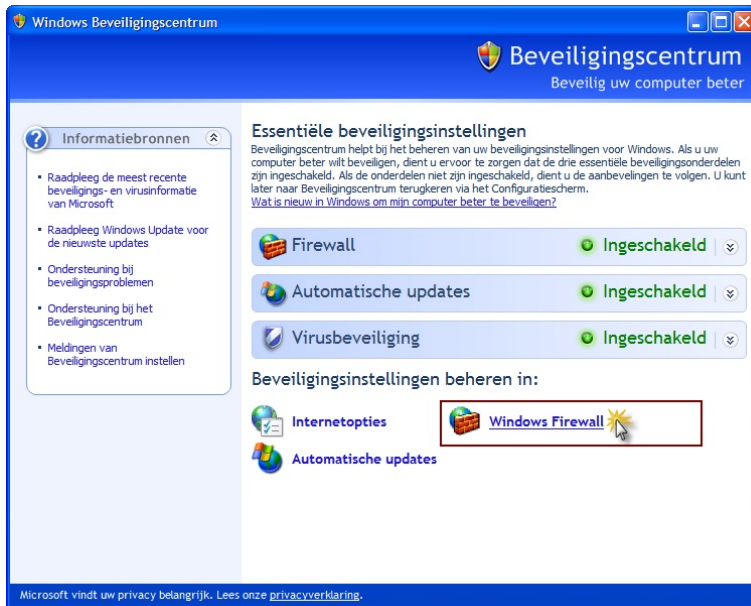 Windows Beveiligingscentrum
Beveiligingscentrum
Beveilig uw computer beter
Informatiebronnen
Raadpleeg de meest recente
beveiligings- en virusinformatie
van Microsoft
Raadpleeg Windows Update voor
de nieuwste updates
Ondersteuning bij
beveiligingsproblemen
Ondersteuning bij het
Beveiligingscentrum
Meldingen van
Beveiligingscentrum instellen
Essentiële beveiligingsinstellingen
Beveiligingscentrum helpt bij het beheren van uw beveiligingsinstellingen voor Windows. Als u uw
computer beter wilt beveiligen, dient u ervoor te zorgen dat de drie essentiële beveiligingsonderdelen
zijn ingeschakeld. Als de onderdelen niet zijn ingeschakeld, dient u de aanbevelingen te volgen. U kunt
later naar Beveiligingscentrum terugkeren via het Configuratiescherm.
Wat is nieuw in Windows om mijn computer beter te beveiligen?
Firewall Ingeschakeld
Automatische updates Ingeschakeld
Virusbeveiliging Ingeschakeld
Beveiligingsinstellingen beheren in:
Internetopties Windows Firewall
Automatische updates
Microsoft vindt uw privacy belangrijk. Lees onze privacyverklaring.